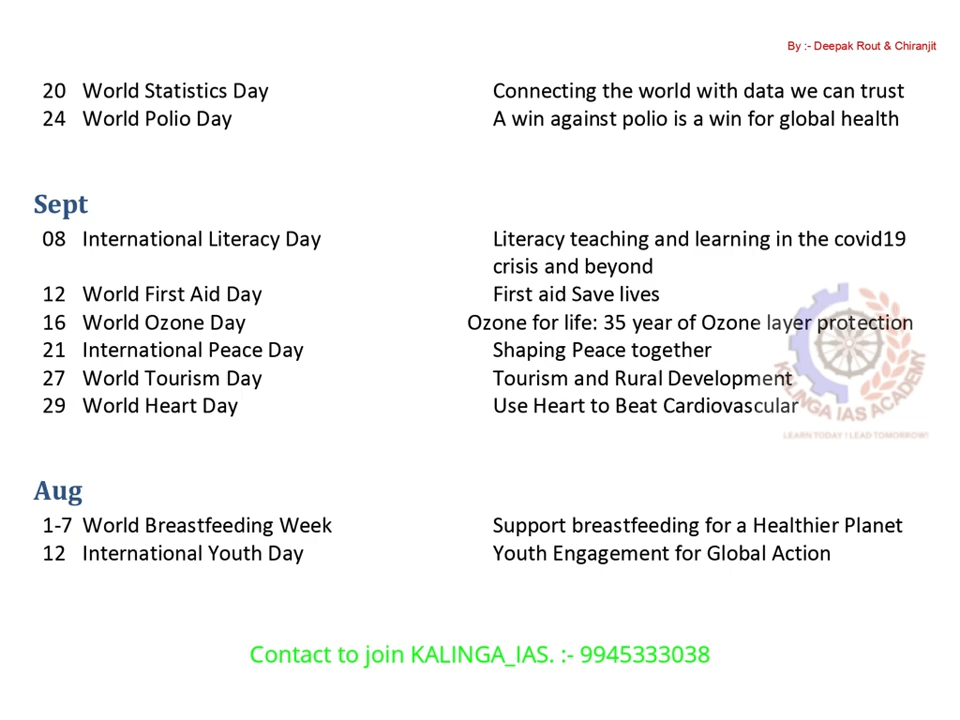 By :- Deepak Rout & Chiranjit
20 World Statistics Day Connecting the world with data we can trust
24 World Polio Day A win against polio is a win for global health
Sept
08 International Literacy Day Literacy teaching and learning in the covid19
crisis and beyond
12 World First Aid Day First aid Save lives
16 World Ozone Day Ozone for life: 35 year of Ozone layer protection
21 International Peace Day Shaping Peace together
27 World Tourism Day Tourism and Rural Development
29 World Heart Day Use Heart to Beat Cardiovascular
KALINGA IAS ACADEMY
LEARN TODAY ! LEAD TOMORROW!
Aug
1-7 World Breastfeeding Week Support breastfeeding for a Healthier Planet
12 International Youth Day Youth Engagement for Global Action
Contact to join KALINGA_IAS. :- 9945333038